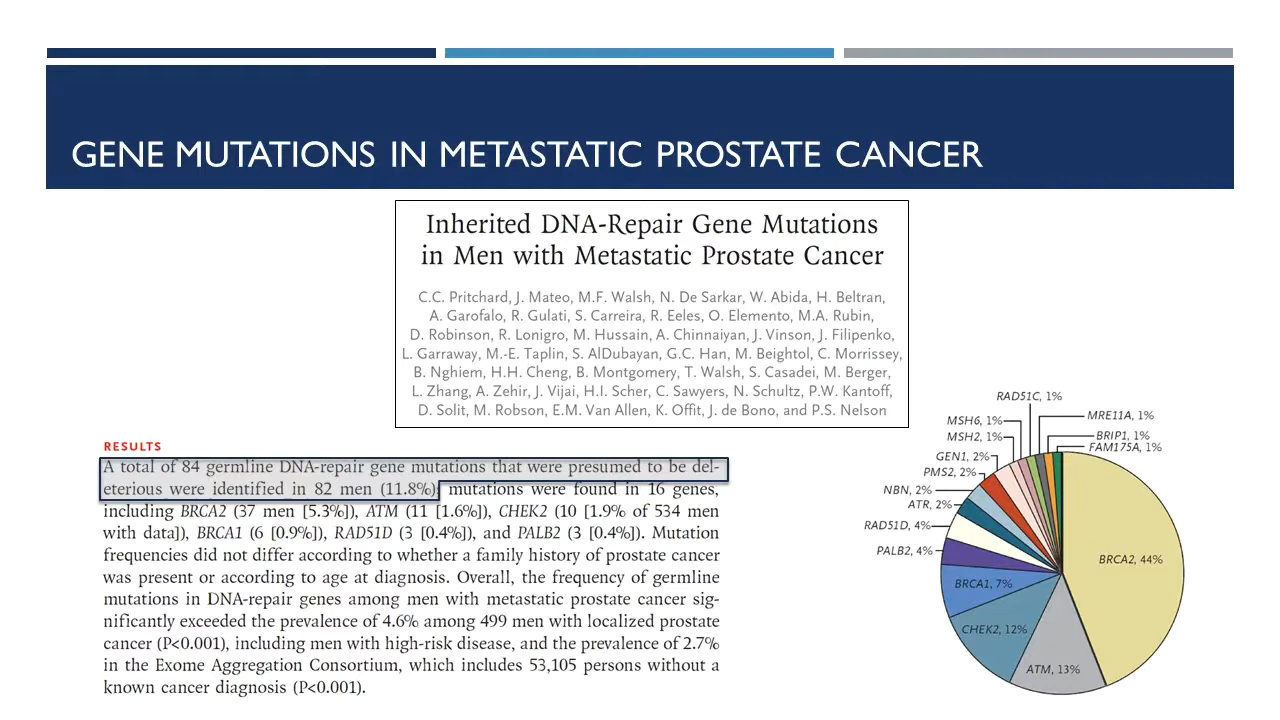 GENE MUTATIONS IN METASTATIC PROSTATE CANCER
Inherited DNA-Repair Gene Mutations
in Men with Metastatic Prostate Cancer
C.C. Pritchard, J. Mateo, M.F. Walsh, N. De Sarkar, W. Abida, H. Beltran,
A. Garofalo, R. Gulati, S. Carreira, R. Eeles, O. Elemento, M.A. Rubin,
D. Robinson, R. Lonigro, M. Hussain, A. Chinnaiyan, J. Vinson, J. Filipenko,
L. Garraway, M.-E. Taplin, S. AlDubayan, G.C. Han, M. Beightol, C. Morrissey,
B. Nghiem, H.H. Cheng, B. Montgomery, T. Walsh, S. Casadei, M. Berger,
L. Zhang, A. Zehir, J. Vijai, H.I. Scher, C. Sawyers, N. Schultz, P.W. Kantoff,
D. Solit, M. Robson, E.M. Van Allen, K. Offit, J. de Bono, and P.S. Nelson
RESULTS
A total of 84 germline DNA-repair gene mutations that were presumed to be del-
eterious were identified in 82 men (11.8%); mutations were found in 16 genes,
including BRCA2 (37 men [5.3%]), ATM (11 [1.6%]), CHEK2 (10 [1.9% of 534 men
with data]), BRCA1 (6 [0.9%]), RAD51D (3 [0.4%]), and PALB2 (3 [0.4%]). Mutation
frequencies did not differ according to whether a family history of prostate cancer
was present or according to age at diagnosis. Overall, the frequency of germline
mutations in DNA-repair genes among men with metastatic prostate cancer sig-
nificantly exceeded the prevalence of 4.6% among 499 men with localized prostate
cancer (P<0.001), including men with high-risk disease, and the prevalence of 2.7%
in the Exome Aggregation Consortium, which includes 53,105 persons without a
known cancer diagnosis (P<0.001).
RAD51C, 1%
MRE11A, 1%
MSH6, 1%
BRIP1, 1%
MSH2, 1%
FAM175A, 1%
GEN1, 2%
PMS2, 2%
NBN, 2%
ATR, 2%
RAD51D, 4%
PALB2, 4%
BRCA2, 44%
BRCA1, 7%
CHEK2, 12%
ATM, 13%